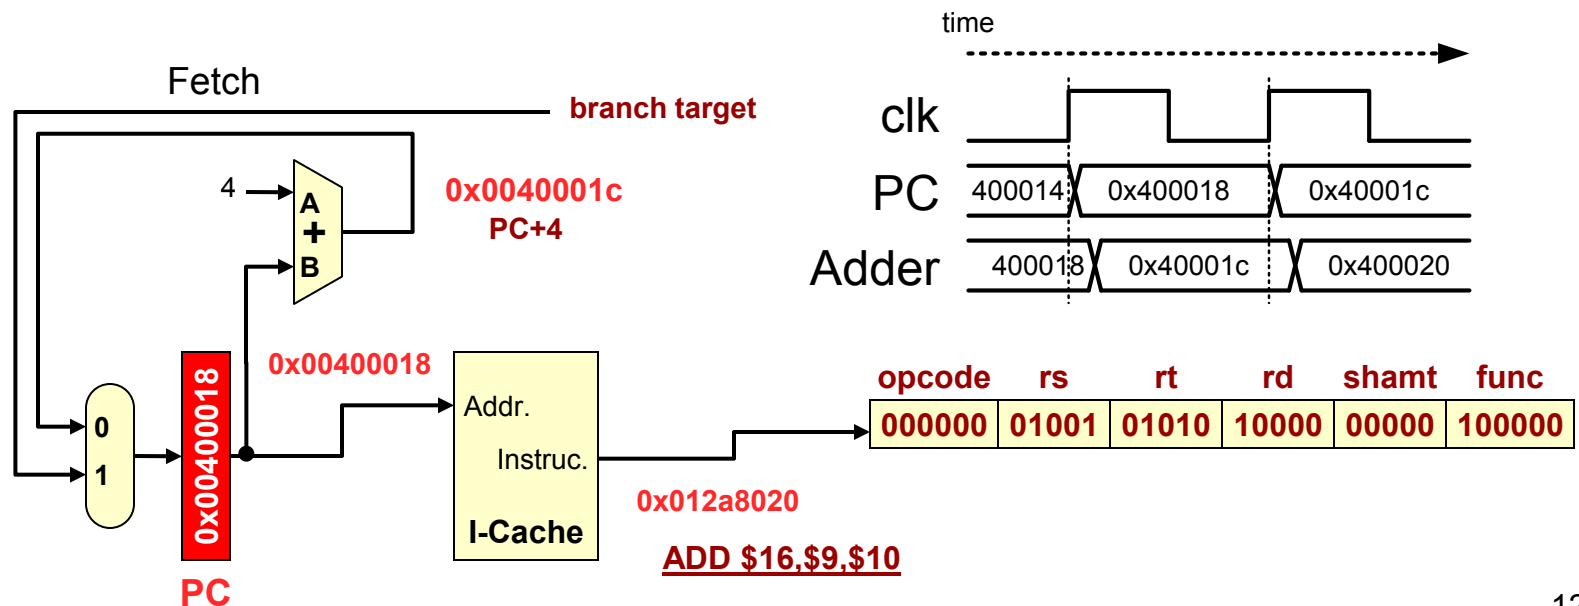 time
Fetch
branch target
clk
4
A
+
B
0x0040001c
PC+4
PC
400014
0x400018
0x40001c
Adder
400018
0x40001c
0x400020
0x00400018
0
1
0x00400018
PC
Addr.
Instruc.
I-Cache
0x012a8020
ADD $16,$9,$10
opcode rs rt rd shamt func
000000 01001 01010 10000 00000 100000